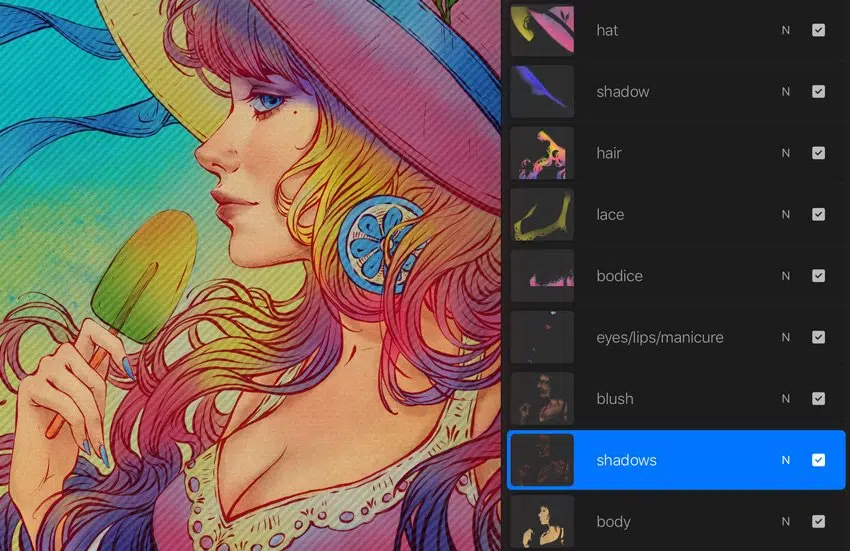 hat N
shadow N
hair N
lace N
bodice N
eyes/lips/manicure N
blush N
shadows N
body N